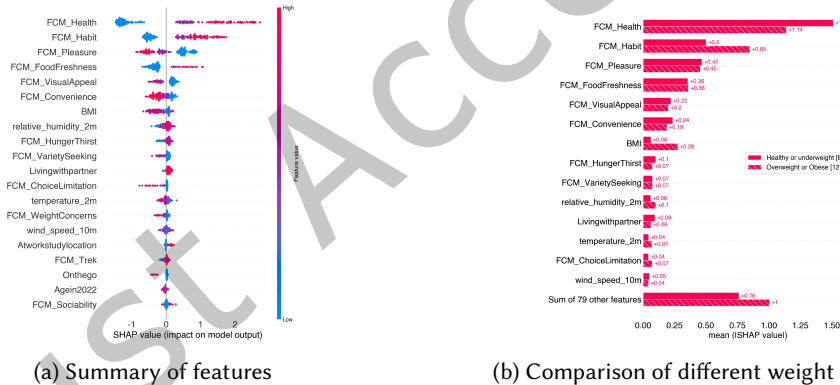 FCM_Health
FCM_Habit
FCM_Pleasure
FCM_FoodFreshness
FCM_VisualAppeal
FCM_Convenience
BMI
relative_humidity_2m
FCM_HungerThirst
FCM_VarietySeeking
Livingwithpartner
FCM_ChoiceLimitation
temperature_2m
FCM_WeightConcerns
wind_speed_10m
Atworkstudylocation
FCM_Trek
Onthego
Agein2022
FCM_Sociability
-1 0 1 2
SHAP value (impact on model output)
High
Feature value
Low
(a) Summary of features
FCM_Health
+1.14
FCM_Habit
+0.5
+0.85
FCM_Pleasure
+0.47
+0.45
FCM_FoodFreshness
+0.36
+0.36
FCM_VisualAppeal
+0.22
+0.2
FCM_Convenience
+0.24
+0.19
BMI
+0.06
+0.28
FCM_HungerThirst
+0.1
+0.07
FCM_VarietySeeking
+0.07
+0.07
relative_humidity_2m
+0.06
+0.1
Livingwithpartner
+0.09
+0.06
temperature_2m
+0.04
+0.07
FCM_ChoiceLimitation
+0.04
+0.07
wind_speed_10m
+0.05
+0.04
Sum of 79 other features
+0.76
+1
Healthy or underweight
Overweight or Obese [12
0.00 0.25 0.50 0.75 1.00 1.25 1.50
mean (|SHAP value|)
(b) Comparison of different weight